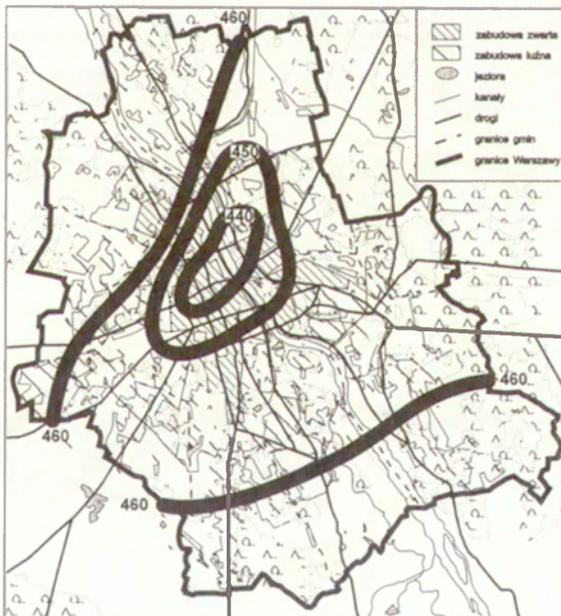 460
zabudowa zwarta
zabudowa luźna
jeziora
kanały
drogi
granice gmin
granice Warszawy
450
440
460
460
460